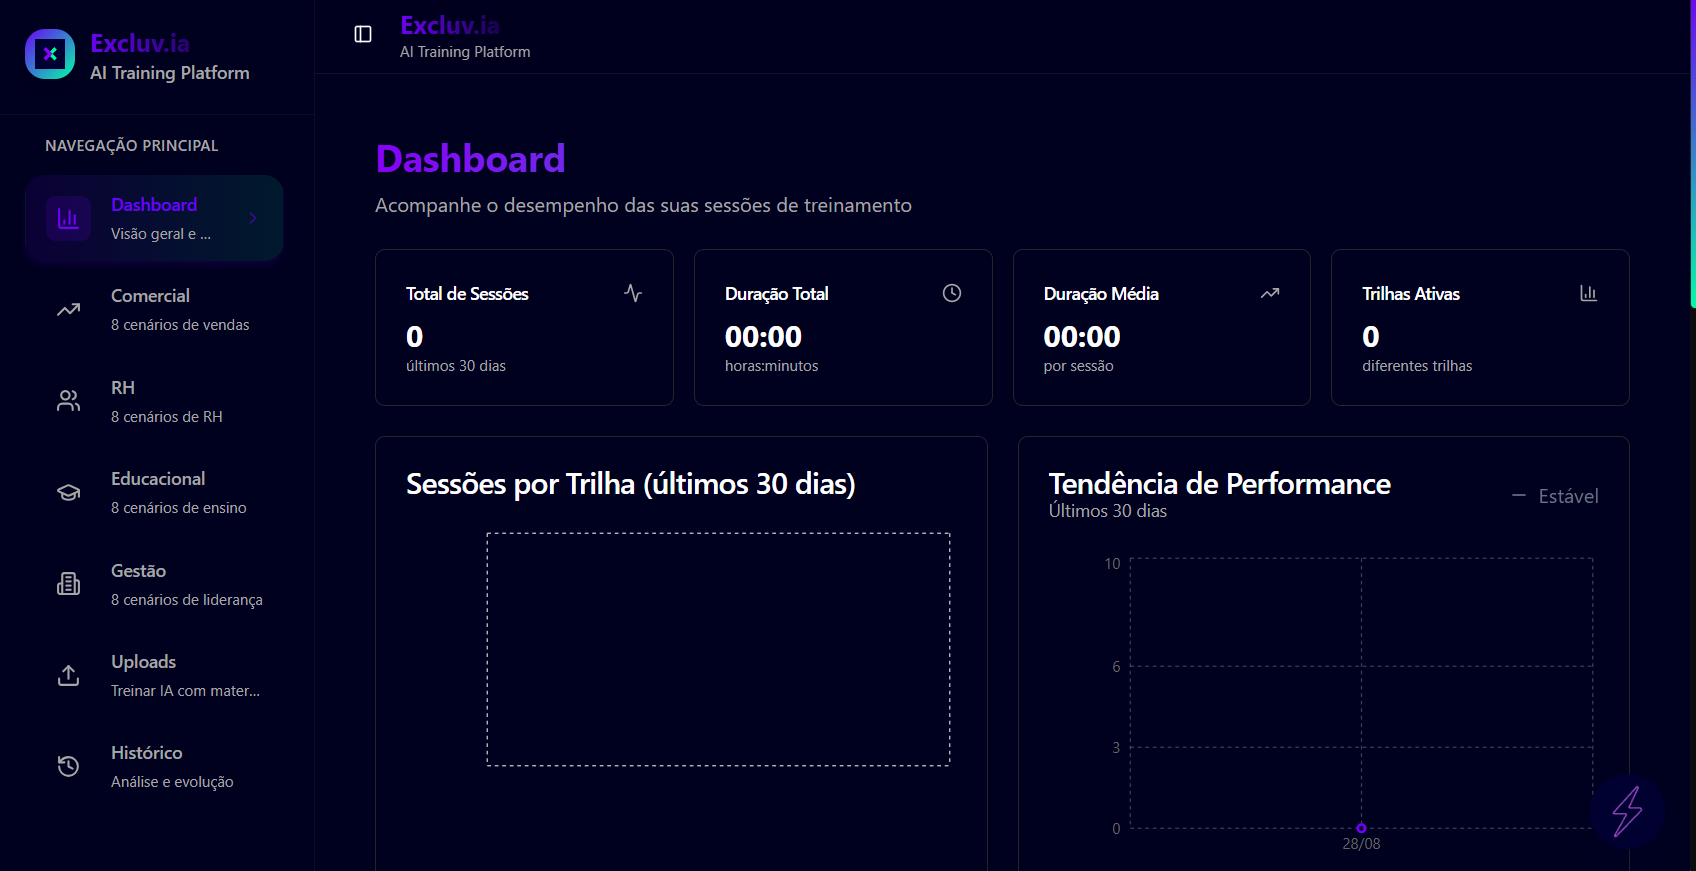 Excluv.ia
AI Training Platform
NAVEGAÇÃO PRINCIPAL
Dashboard
Visão geral e ...
Comercial
8 cenários de vendas
RH
8 cenários de RH
Educacional
8 cenários de ensino
Gestão
8 cenários de liderança
Uploads
Treinar IA com mater...
Histórico
Análise e evolução
Excluv.ia
AI Training Platform
Dashboard
Acompanhe o desempenho das suas sessões de treinamento
Total de Sessões
0
últimos 30 dias
Duração Total
00:00
horas:minutos
Duração Média
00:00
por sessão
Trilhas Ativas
0
diferentes trilhas
Sessões por Trilha (últimos 30 dias)
Tendência de Performance
Últimos 30 dias
Estável
10
6
3
0
28/08